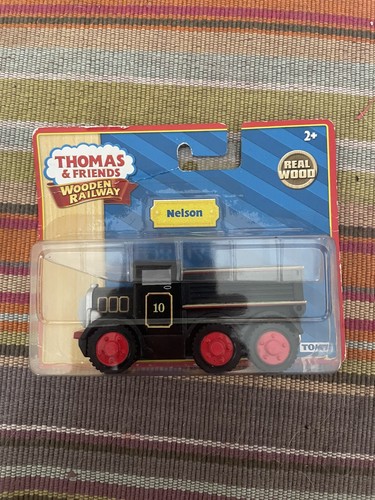 2+
THOMAS
& FRIENDS
WOODEN
RAILWAY
REAL
WOOD
Nelson
10
TOMY